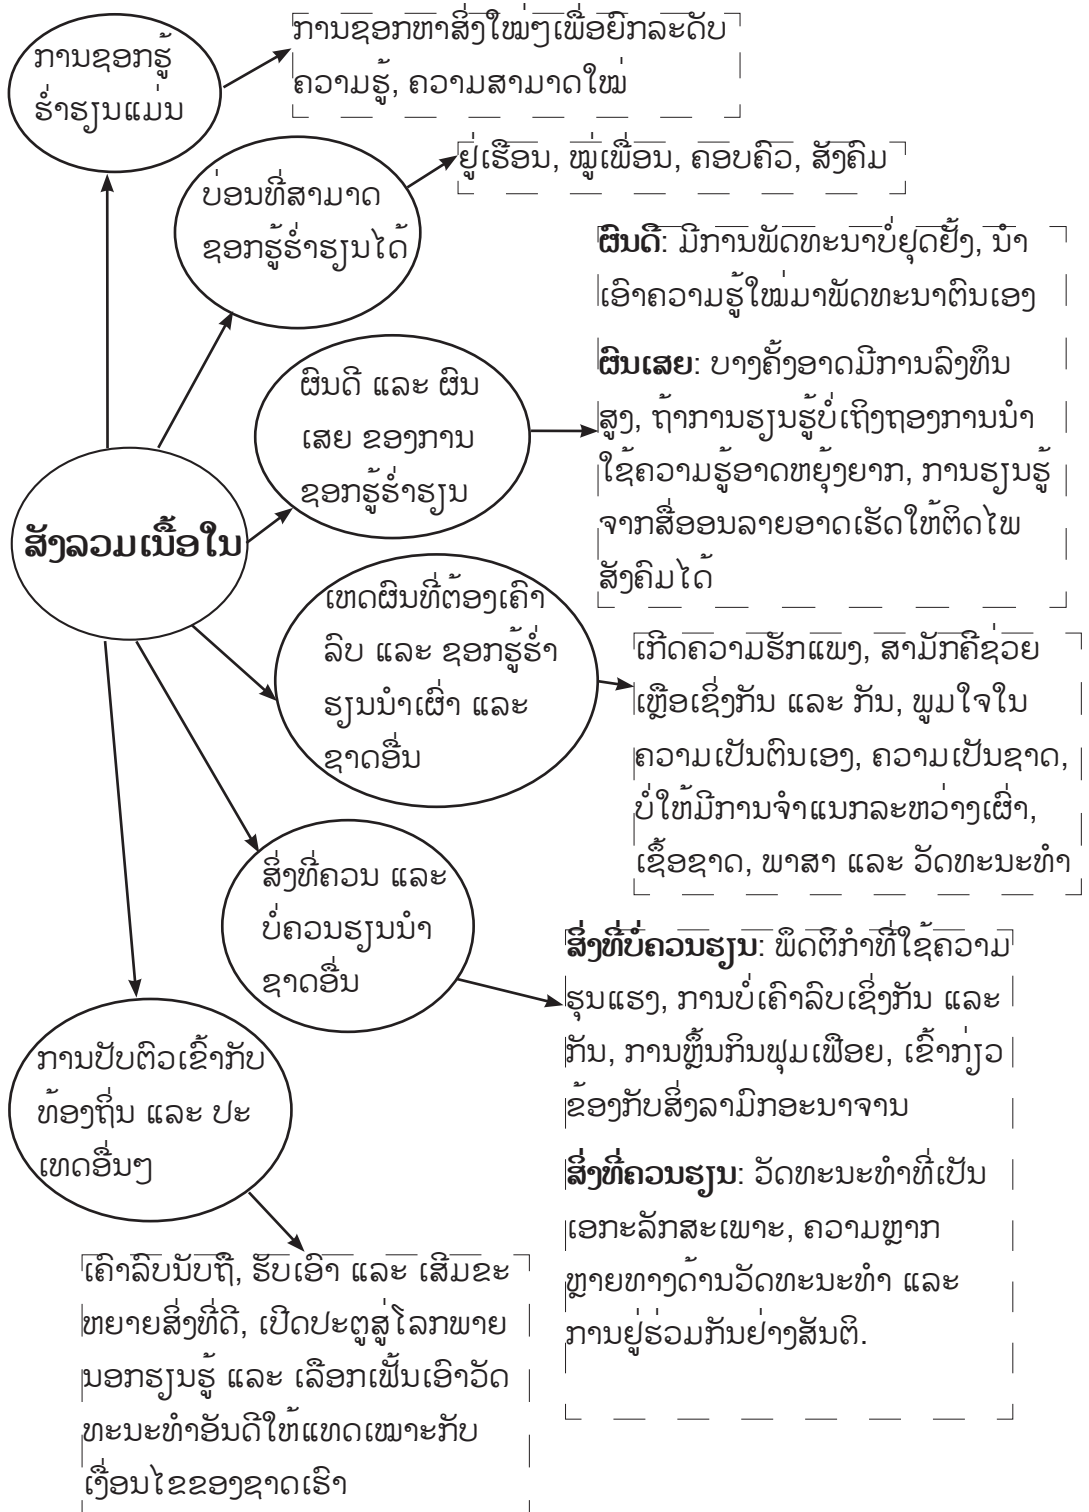 ການຊອກຮູ້
ຮ່ຳຮຽນແມ່ນ
ການຊອກຫາສິ່ງໃໝ່ໆເພື່ອຍົກລະດັບ
ຄວາມຮູ້, ຄວາມສາມາດໃໝ່
ບ່ອນທີ່ສາມາດ
ຊອກຮູ້ຮ່ຳຮຽນໄດ້
ຢູ່ເຮືອນ, ໝູ່ເພື່ອນ, ຄອບຄົວ, ສັງຄົມ
ຜົນດີ ແລະ ຜົນ
ເສຍ ຂອງການ
ຊອກຮູ້ຮ່ຳຮຽນ
ຜົນດີ: ມີການພັດທະນາບໍ່ຢຸດຢັ້ງ, ນຳ
ເອົາຄວາມຮູ້ໃໝ່ມາພັດທະນາຕົນເອງ
ຜົນເສຍ: ບາງຄັ້ງອາດມີການລົງທຶນ
ສູງ, ຖ້າການຮຽນຮູ້ບໍ່ເຖິງຖອງການນຳ
ໃຊ້ຄວາມຮູ້ອາດຫຍຸ້ງຍາກ, ການຮຽນຮູ້
ຈາກສື່ອອນລາຍອາດເຮັດໃຫ້ຕິດໄພ
ສັງຄົມໄດ້
ສັງລວມເນື້ອໃນ
ເຫດຜົນທີ່ຕ້ອງເຄົາ
ລົບ ແລະ ຊອກຮູ້ຮ່ຳ
ຮຽນນຳເຜົ່າ ແລະ
ຊາດອື່ນ
ເກີດຄວາມຮັກແພງ, ສາມັກຄີຊ່ວຍ
ເຫຼືອເຊິ່ງກັນ ແລະ ກັນ, ພູມໃຈໃນ
ຄວາມເປັນຕົນເອງ, ຄວາມເປັນຊາດ,
ບໍ່ໃຫ້ມີການຈຳແນກລະຫວ່າງເຜົ່າ,
ເຊື້ອຊາດ, ພາສາ ແລະ ວັດທະນະທຳ
ສິ່ງທີ່ຄວນ ແລະ
ບໍ່ຄວນຮຽນນຳ
ຊາດອື່ນ
ສິ່ງທີ່ບໍ່ຄວນຮຽນ: ພຶດຕິກຳທີ່ໃຊ້ຄວາມ
ຮຸນແຮງ, ການບໍ່ເຄົາລົບເຊິ່ງກັນ ແລະ
ກັນ, ການຫຼິ້ນກິນຟຸມເຟືອຍ, ເຂົ້າກ່ຽວ
ຂ້ອງກັບສິ່ງລາມົກອະນາຈານ
ສິ່ງທີ່ຄວນຮຽນ: ວັດທະນະທຳທີ່ເປັນ
ເອກະລັກສະເພາະ, ຄວາມຫຼາກ
ຫຼາຍທາງດ້ານວັດທະນະທຳ ແລະ
ການຢູ່ຮ່ວມກັນຢ່າງສັນຕິ.
ການປັບຕົວເຂົ້າກັບ
ທ້ອງຖິ່ນ ແລະ ປະ
ເທດອື່ນໆ
ເຄົາລົບນັບຖື, ຮັບເອົາ ແລະ ເສີມຂະ
ຫຍາຍສິ່ງທີ່ດີ, ເປີດປະຕູສູ່ໂລກພາຍ
ນອກຮຽນຮູ້ ແລະ ເລືອກເຟັ້ນເອົາວັດ
ທະນະທຳອັນດີໃຫ້ແທດເໝາະກັບ
ເງື່ອນໄຂຂອງຊາດເຮົາ